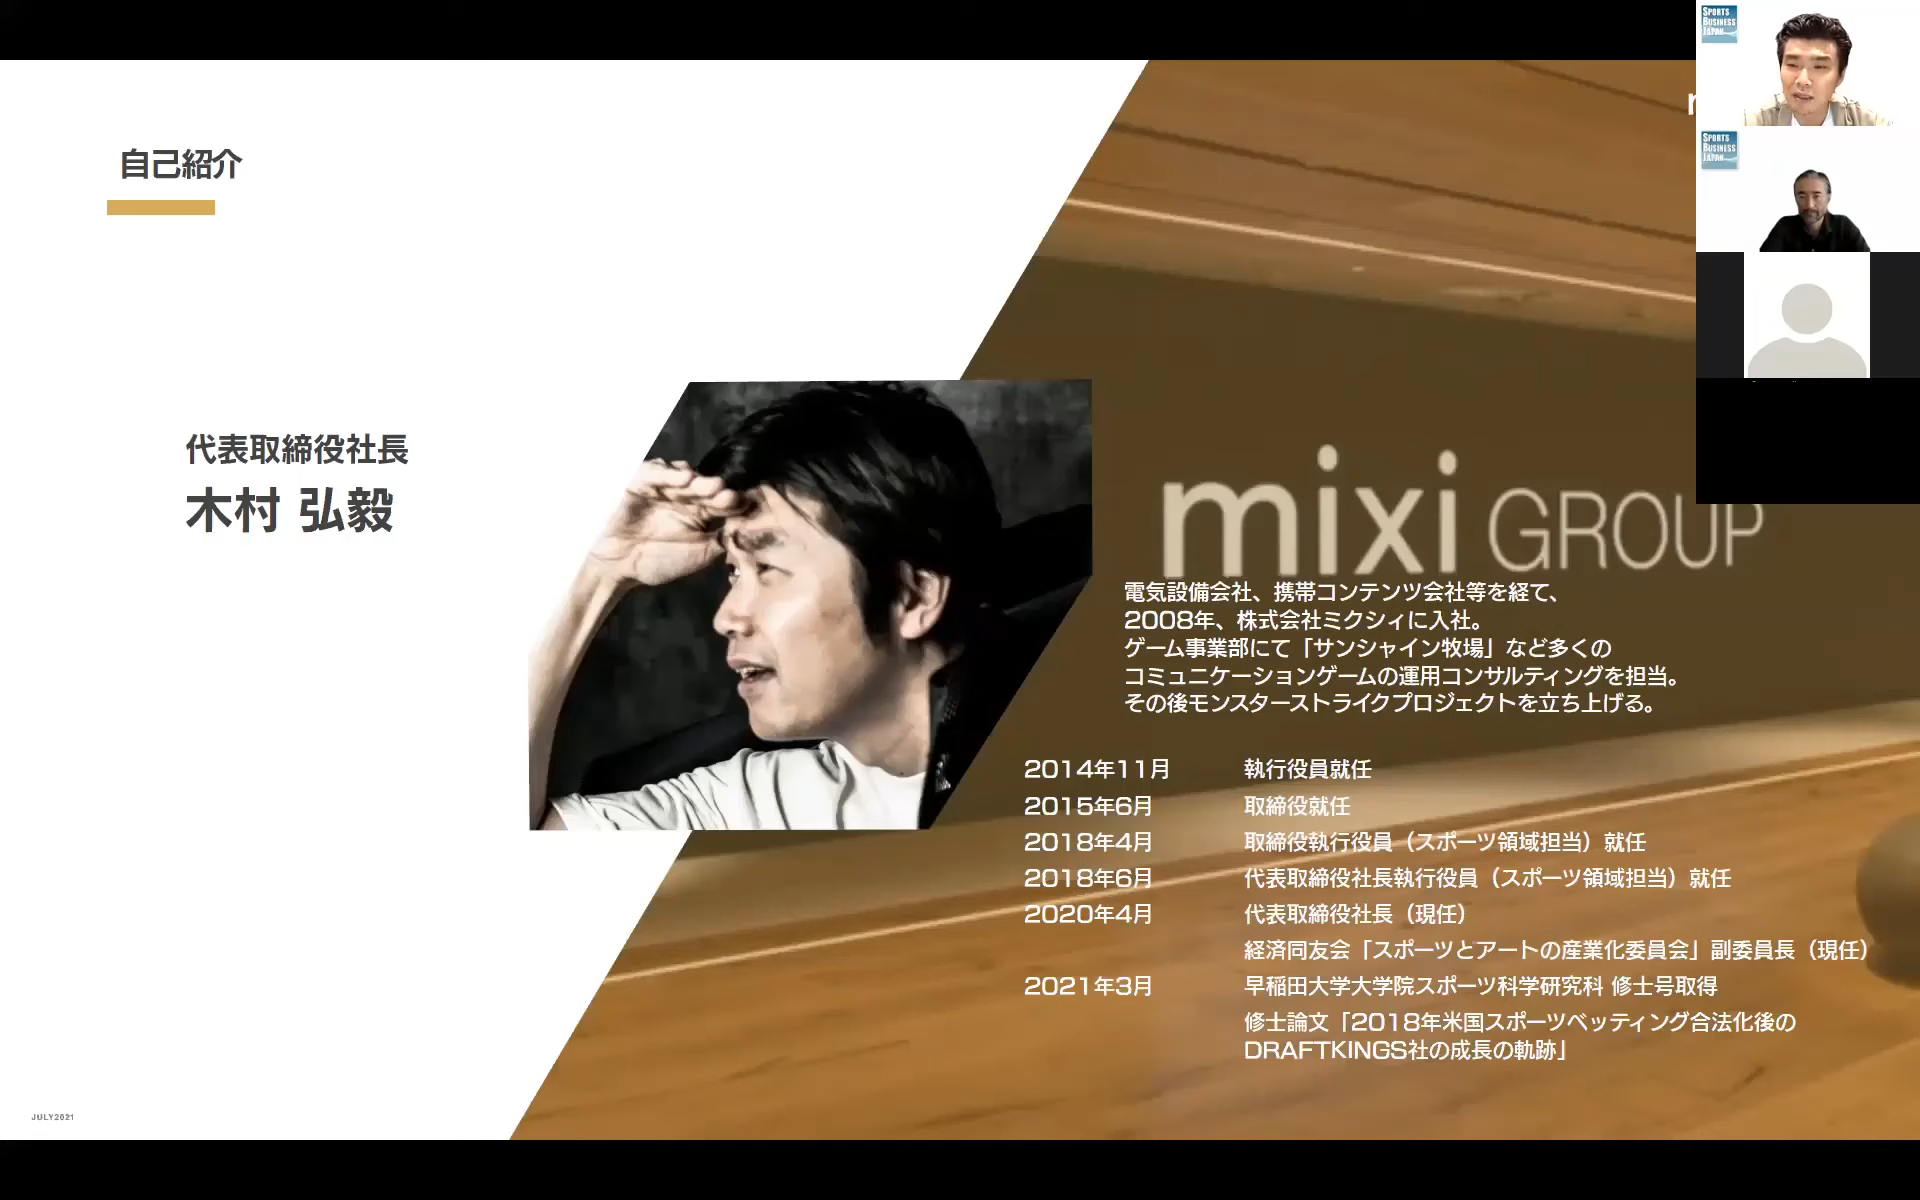 自己紹介
代表取締役社長
木村 弘毅
mixi GROUP
電気設備会社、携帯コンテンツ会社等を経て、
2008年、株式会社ミクシィに入社。
ゲーム事業部にて「サンシャイン牧場」など多くの
コミュニケーションゲームの運用コンサルティングを担当。
その後モンスターストライクプロジェクトを立ち上げる。
2014年11月 執行役員就任
2015年6月 取締役就任
2018年4月 取締役執行役員（スポーツ領域担当）就任
2018年6月 代表取締役社長執行役員（スポーツ領域担当）就任
2020年4月 代表取締役社長（現任）
経済同友会「スポーツとアートの産業化委員会」副委員長（現任）
2021年3月 早稲田大学大学院スポーツ科学研究科 修士号取得
修士論文「2018年米国スポーツベッティング合法化後の
DRAFTKINGS社の成長の軌跡」
JULY2021
SPORTS
BUSINESS
JAPAN
SPORTS
BUSINESS
JAPAN